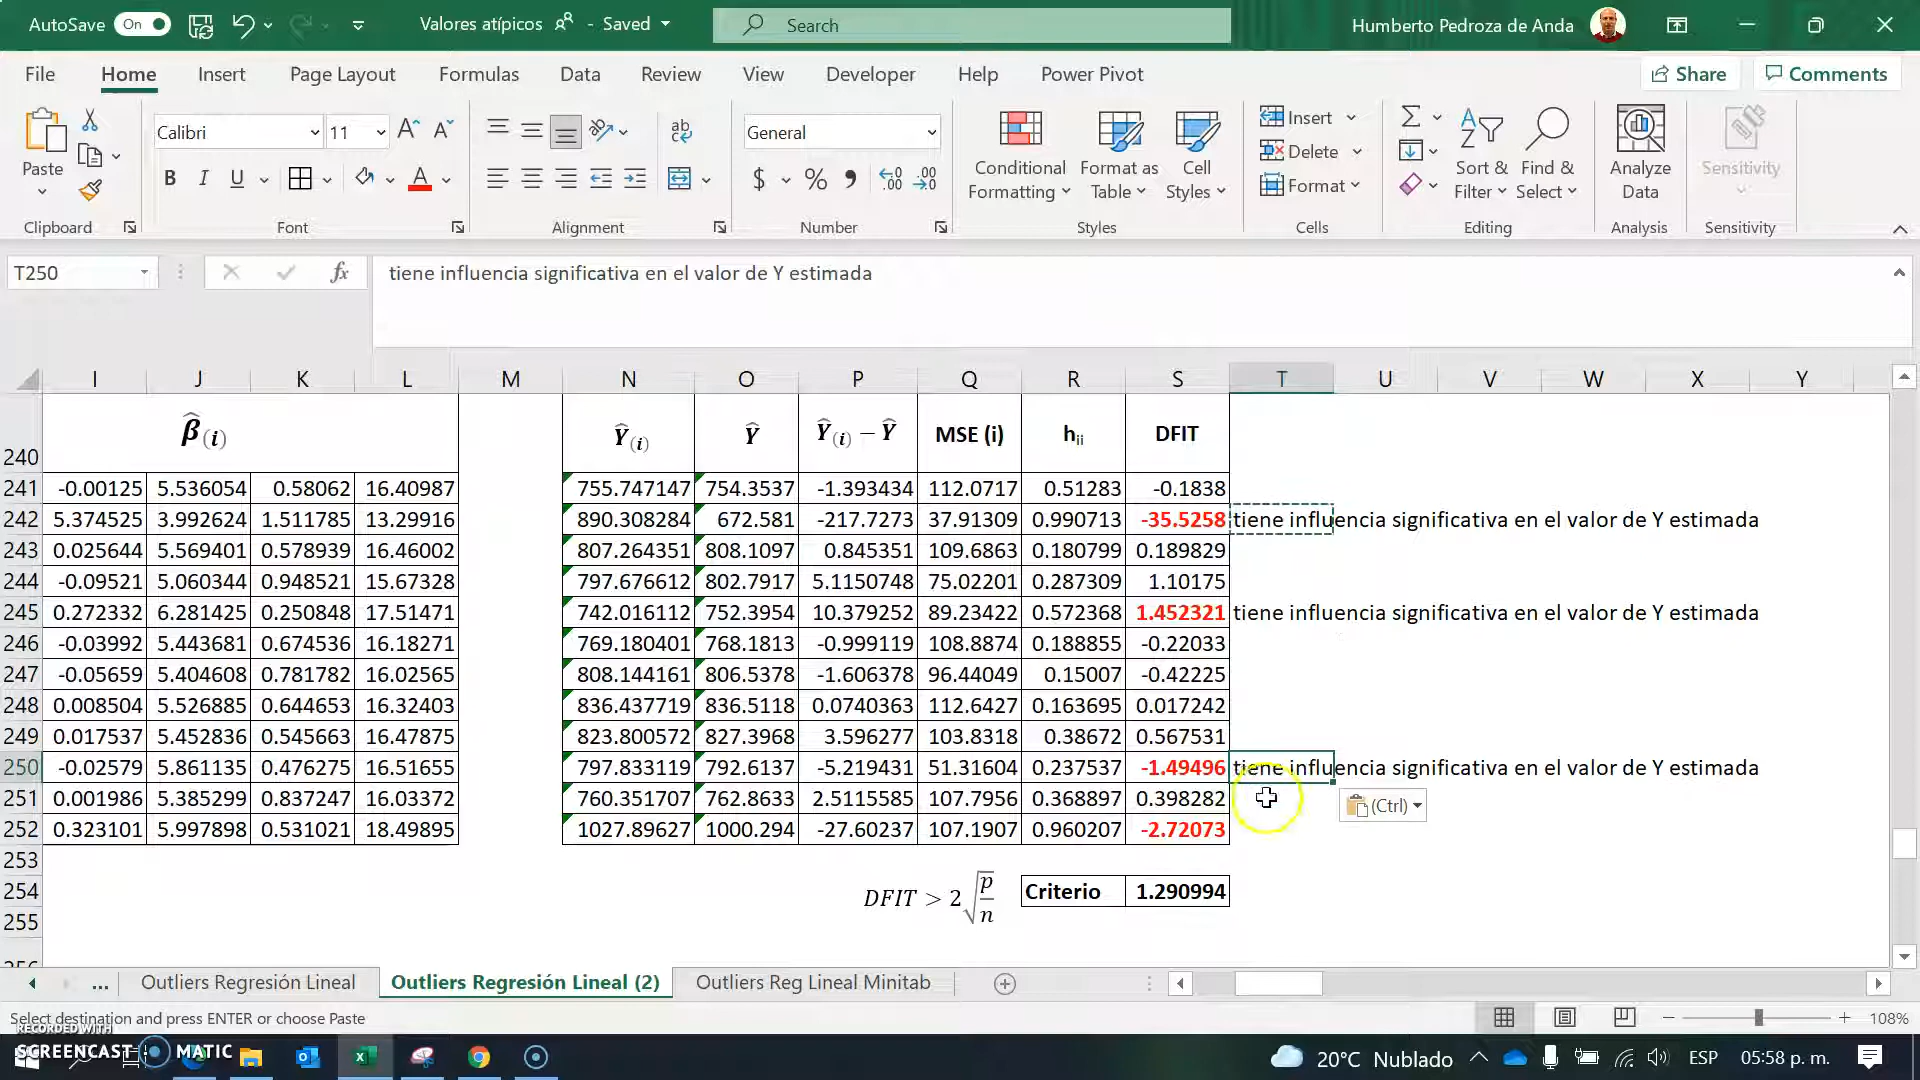 AutoSave On Valores atípicos - Saved Search Humberto Pedroza de Anda
File Home Insert Page Layout Formulas Data Review View Developer Help Power Pivot Share Comments
Paste Calibri 11 General Conditional Formatting Format as Table Cell Styles Insert Delete Format Sort & Filter Find & Select Analyze Data Sensitivity
Clipboard Font Alignment Number Styles Cells Editing Analysis Sensitivity
T250 fx tiene influencia significativa en el valor de Y estimada
I J K L M N O P Q R S T U V W X Y
240 β̂(i) Ŷ(i) Ŷ Ŷ(i) − Ŷ MSE (i) hii DFIT
241 -0.00125 5.536054 0.58062 16.40987 755.747147 754.3537 -1.393434 112.0717 0.51283 -0.1838
242 5.374525 3.992624 1.511785 13.29916 890.308284 672.581 -217.7273 37.91309 0.990713 -35.5258 tiene influencia significativa en el valor de Y estimada
243 0.025644 5.569401 0.578939 16.46002 807.264351 808.1097 0.845351 109.6863 0.180799 0.189829
244 -0.09521 5.060344 0.948521 15.67328 797.676612 802.7917 5.1150748 75.02201 0.287309 1.10175
245 0.272332 6.281425 0.250848 17.51471 742.016112 752.3954 10.379252 89.23422 0.572368 1.452321 tiene influencia significativa en el valor de Y estimada
246 -0.03992 5.443681 0.674536 16.18271 769.180401 768.1813 -0.999119 108.8874 0.188855 -0.22033
247 -0.05659 5.404608 0.781782 16.02565 808.144161 806.5378 -1.606378 96.44049 0.15007 -0.42225
248 0.008504 5.526885 0.644653 16.32403 836.437719 836.5118 0.0740363 112.6427 0.163695 0.017242
249 0.017537 5.452836 0.545663 16.47875 823.800572 827.3968 3.596277 103.8318 0.38672 0.567531
250 -0.02579 5.861135 0.476275 16.51655 797.833119 792.6137 -5.219431 51.31604 0.237537 -1.49496 tiene influencia significativa en el valor de Y estimada
251 0.001986 5.385299 0.837247 16.03372 760.351707 762.8633 2.5115585 107.7956 0.368897 0.398282 (Ctrl)
252 0.323101 5.997898 0.531021 18.49895 1027.89627 1000.294 -27.60237 107.1907 0.960207 -2.72073
253
254 DFIT > 2√(p/n) Criterio 1.290994
255
... Outliers Regresión Lineal Outliers Regresión Lineal (2) Outliers Reg Lineal Minitab
Select destination and press ENTER or choose Paste 108%
RECORDED WITH
SCREENCAST MATIC 20°C Nublado ESP 05:58 p. m.